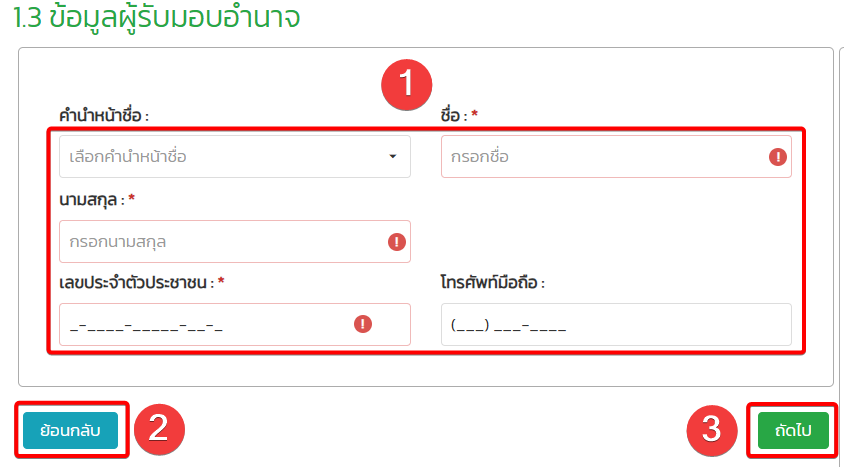 1.3 ข้อมูลผู้รับมอบอำนาจ
1
คำนำหน้าชื่อ : ชื่อ : *
เลือกคำนำหน้าชื่อ กรอกชื่อ !
นามสกุล : *
กรอกนามสกุล !
เลขประจำตัวประชาชน : * โทรศัพท์มือถือ :
_-____-_____-__-_ ! (___) ___-____
ย้อนกลับ 2 3 ถัดไป